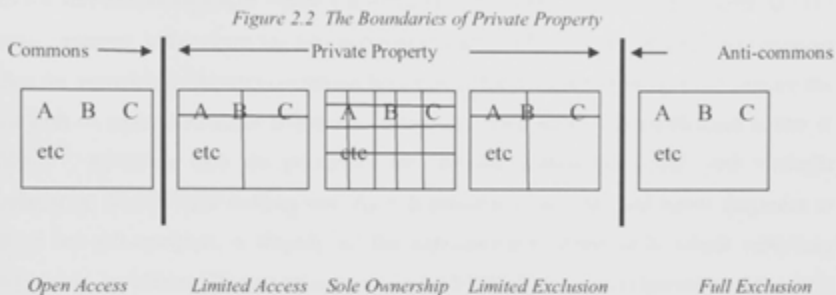 Figure 2.2 The Boundaries of Private Property
Commons Private Property Anti-commons
A B C A B C A B C A B C A B C
etc etc etc etc etc
Open Access Limited Access Sole Ownership Limited Exclusion Full Exclusion